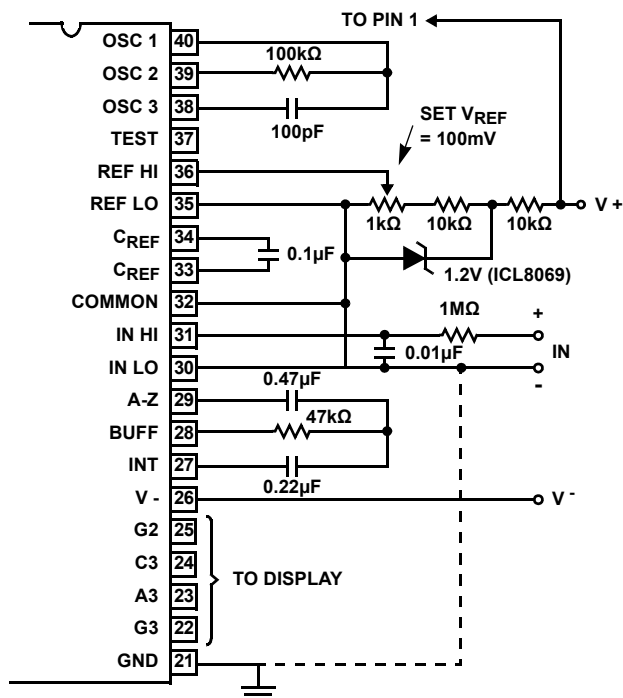 TO PIN 1
OSC 1 40
100kΩ
OSC 2 39
OSC 3 38
100pF
SET VREF
= 100mV
TEST 37
REF HI 36
REF LO 35
1kΩ 10kΩ 10kΩ
V +
CREF 34
0.1µF
CREF 33
1.2V (ICL8069)
COMMON 32
1MΩ
+
IN HI 31
0.01µF
IN
IN LO 30
-
0.47µF
A-Z 29
47kΩ
BUFF 28
INT 27
0.22µF
V - 26
V -
G2 25
C3 24
TO DISPLAY
A3 23
G3 22
GND 21